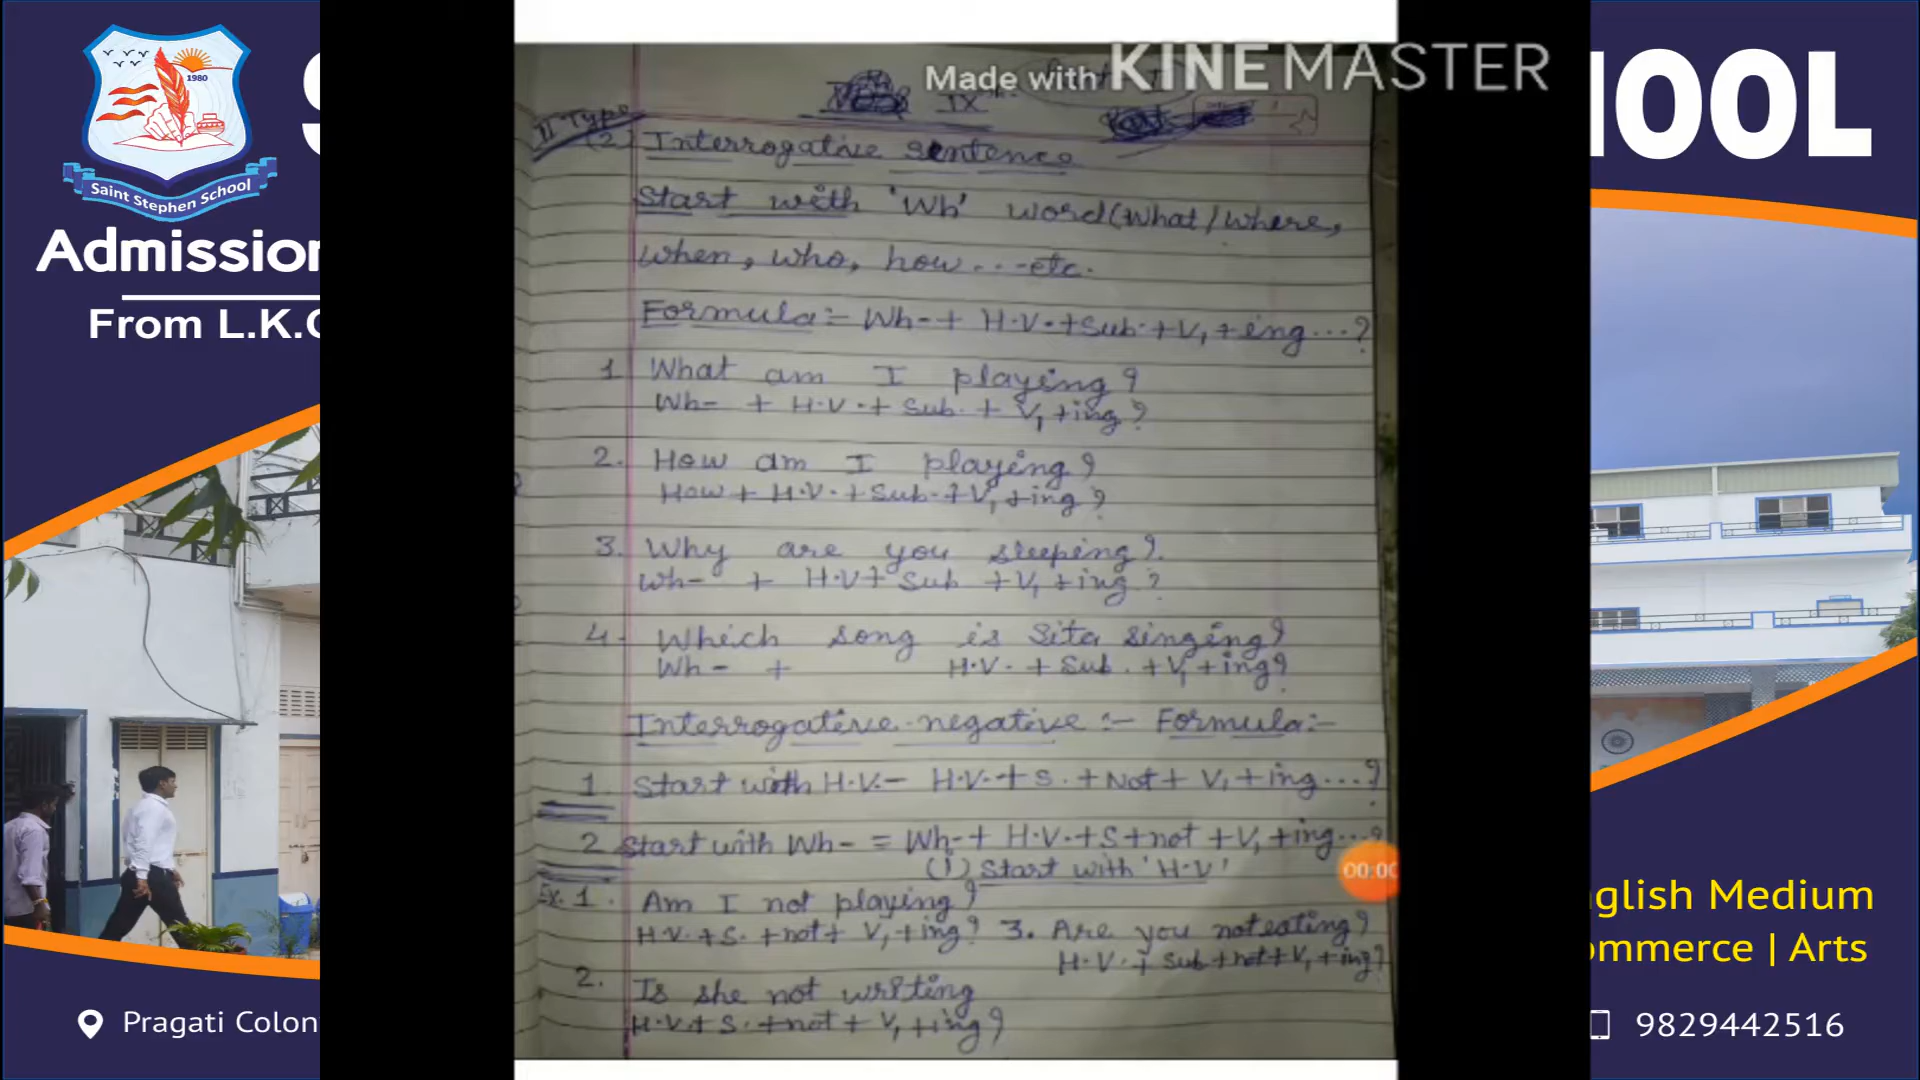 1980
Saint Stephen School
Admission
From L.K.G
Pragati Colon
Made with KINEMASTER
IX
II Type
(2) Interrogative sentence
Start with 'Wh' word (What/where,
when, who, how...-etc.
Formula:- Wh-+ H.V.+Sub.+V1+ing...?
1 What am I playing?
Wh- + H.V.+ Sub. + V1+ing?
2. How am I playing?
How + H.V.+Sub.+V1+ing?
3. Why are you sleeping?.
Wh- + H.V+ Sub +V1+ing?
4- Which song is Sita singing?
Wh- + H.V. + Sub. +V1+ing?
Interrogative negative:- Formula:-
1 Start with H.V.- H.V.+S.+Not+V1+ing...?
2 Start with Wh- = Wh-+ H.V.+S+not+V1+ing...?
(i) Start with 'H.V'
Ex. 1. Am I not playing?
H.V.+S.+not+ V1+ing? 3. Are you not eating?
H.V.+ Sub+not+V1+ing?
2. Is she not writing
H.V.+S.+not+V1+ing?
00:00
HOOL
nglish Medium
ommerce | Arts
9829442516